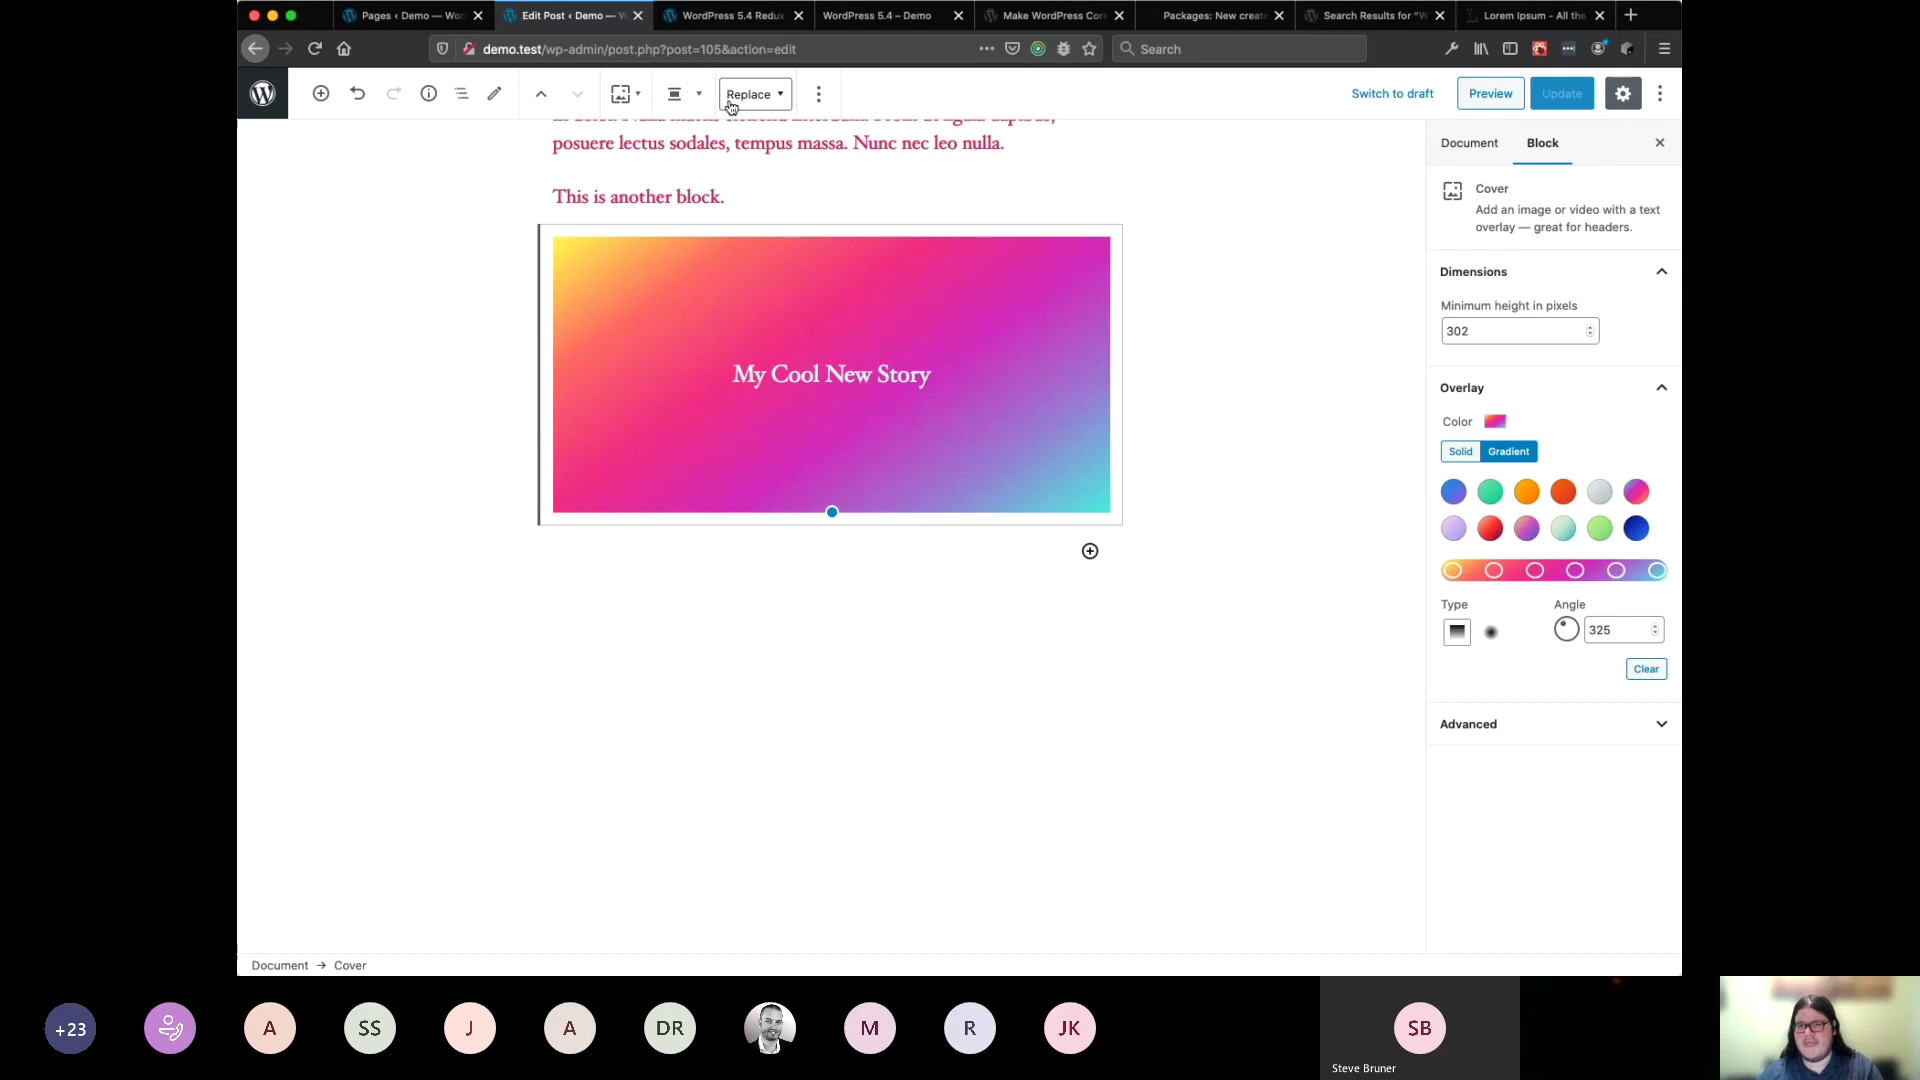 Pages ‹ Demo — Wor
Edit Post ‹ Demo — W
WordPress 5.4 Redu
WordPress 5.4 – Demo
Make WordPress Cor
Packages: New creat
Search Results for "W
Lorem Ipsum - All the
demo.test/wp-admin/post.php?post=105&action=edit
Search
Replace
Switch to draft
Preview
Update
posuere lectus sodales, tempus massa. Nunc nec leo nulla.
This is another block.
My Cool New Story
Document
Block
Cover
Add an image or video with a text
overlay — great for headers.
Dimensions
Minimum height in pixels
302
Overlay
Color
Solid
Gradient
Type
Angle
325
Clear
Advanced
Document → Cover
+23
A
SS
J
A
DR
M
R
JK
SB
Steve Bruner